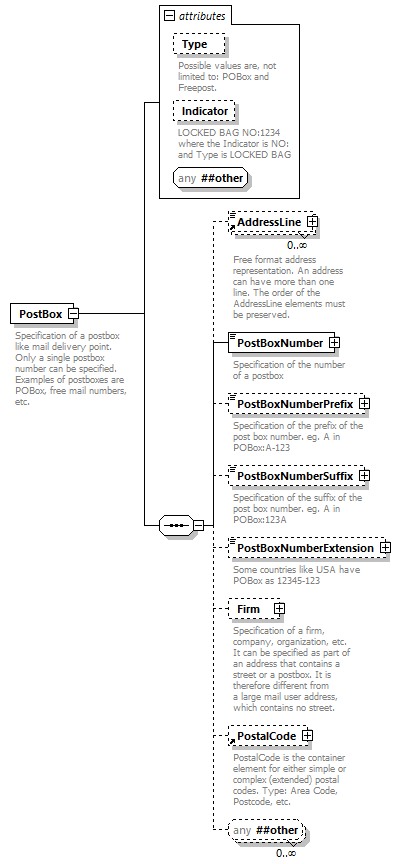 attributes
Type
Possible values are, not
limited to: POBox and
Freepost.
Indicator
LOCKED BAG NO:1234
where the Indicator is NO:
and Type is LOCKED BAG
any ##other
PostBox
Specification of a postbox
like mail delivery point.
Only a single postbox
number can be specified.
Examples of postboxes are
POBox, free mail numbers,
etc.
AddressLine
0..∞
Free format address
representation. An address
can have more than one
line. The order of the
AddressLine elements must
be preserved.
PostBoxNumber
Specification of the number
of a postbox
PostBoxNumberPrefix
Specification of the prefix of the
post box number. eg. A in
POBox:A-123
PostBoxNumberSuffix
Specification of the suffix of the
post box number. eg. A in
POBox:123A
PostBoxNumberExtension
Some countries like USA have
POBox as 12345-123
Firm
Specification of a firm,
company, organization, etc.
It can be specified as part of
an address that contains a
street or a postbox. It is
therefore different from
a large mail user address,
which contains no street.
PostalCode
PostalCode is the container
element for either simple or
complex (extended) postal
codes. Type: Area Code,
Postcode, etc.
any ##other
0..∞